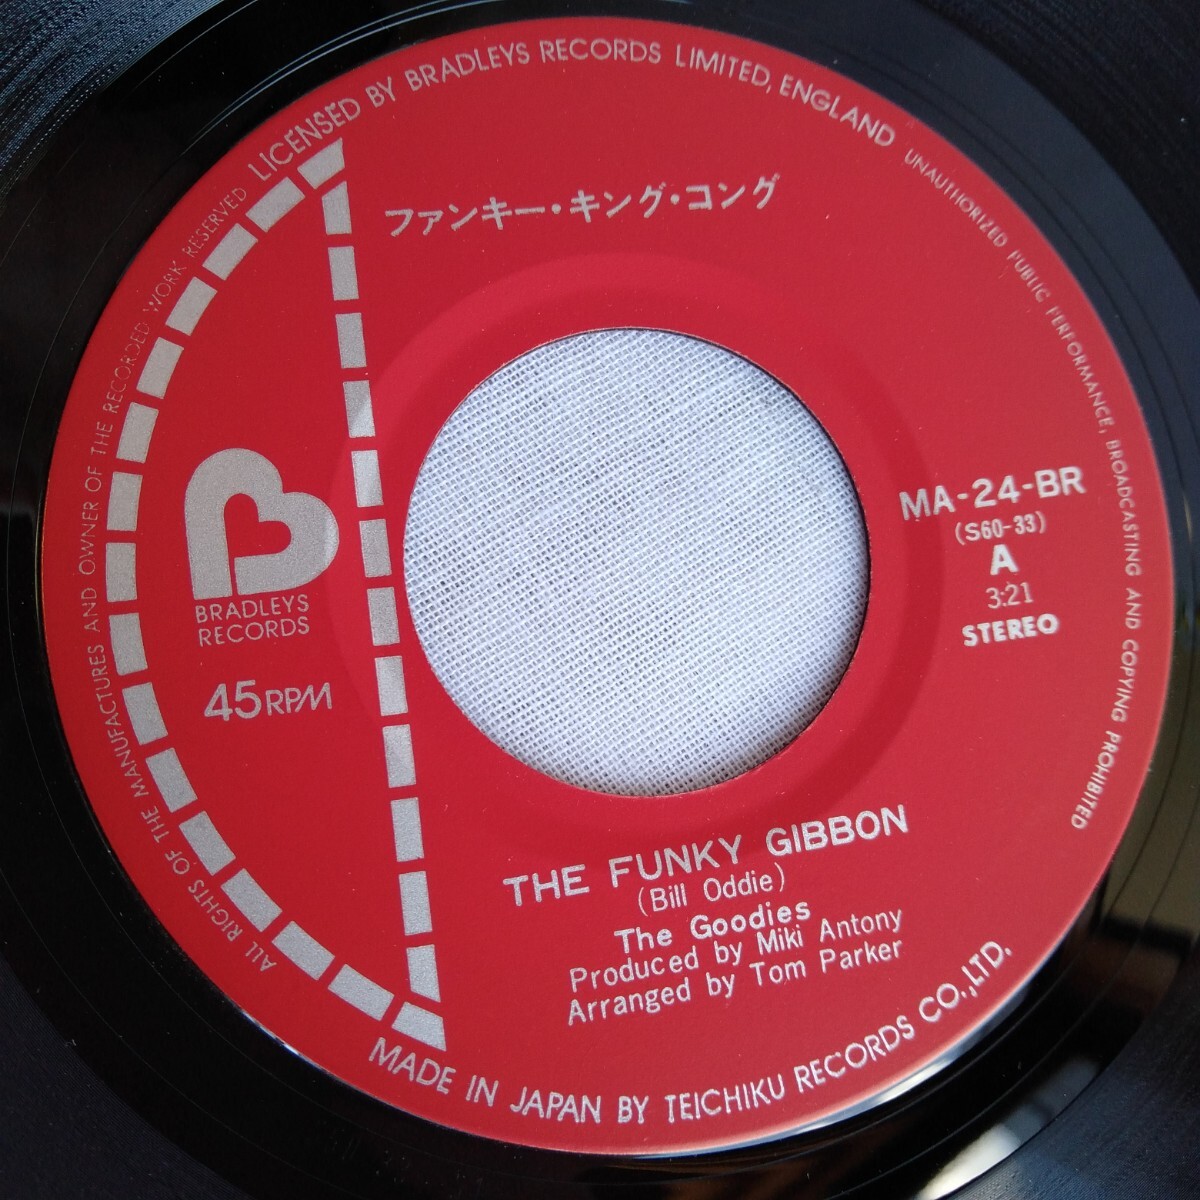 LICENSED BY BRADLEYS RECORDS LIMITED, ENGLAND
UNAUTHORIZED PUBLIC PERFORMANCE, BROADCASTING AND COPYING PROHIBITED
ALL RIGHTS OF THE MANUFACTURES AND OWNER OF THE RECORDED WORK RESERVED
ファンキー・キング・コング
B
BRADLEYS
RECORDS
45RPM
MA-24-BR
(S60-33)
A
3:21
STEREO
THE FUNKY GIBBON
(Bill Oddie)
The Goodies
Produced by Miki Antony
Arranged by Tom Parker
MADE IN JAPAN BY TEICHIKU RECORDS CO., LTD.